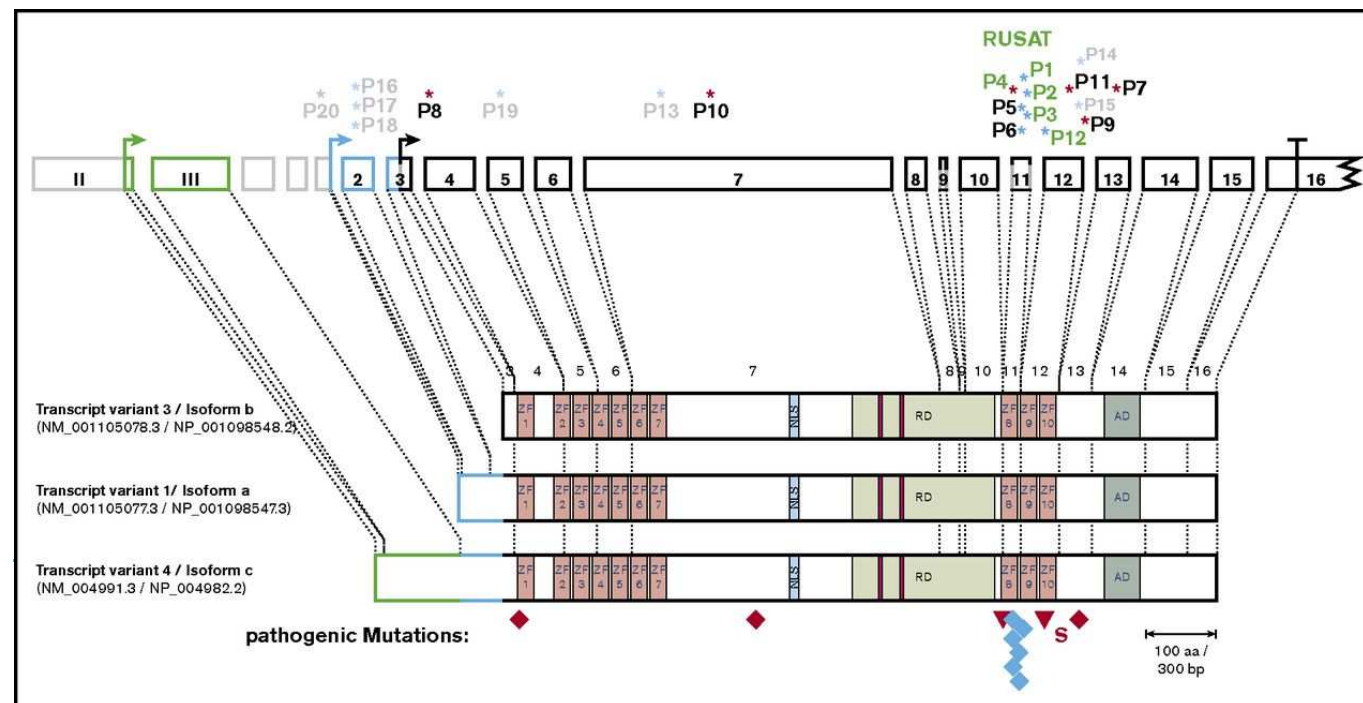 RUSAT
*P14
*P16
P4* *P1
*P11 *P7
* *P17 * * * *
P5* *P2
*P15
P20 *P18 P8 P19 P13 P10
P6* *P3 *P9
*P12
II III 2 3 4 5 6 7 8 9 10 11 12 13 14 15 16
3 4 5 6 7 8 9 10 11 12 13 14 15 16
Transcript variant 3 / Isoform b
(NM_001105078.3 / NP_001098548.2)
ZF 1 ZF 2 ZF 3 ZF 4 ZF 5 ZF 6 ZF 7 NLS RD ZF 8 ZF 9 ZF 10 AD
Transcript variant 1/ Isoform a
(NM_001105077.3 / NP_001098547.3)
ZF 1 ZF 2 ZF 3 ZF 4 ZF 5 ZF 6 ZF 7 NLS RD ZF 8 ZF 9 ZF 10 AD
Transcript variant 4 / Isoform c
(NM_004991.3 / NP_004982.2)
ZF 1 ZF 2 ZF 3 ZF 4 ZF 5 ZF 6 ZF 7 NLS RD ZF 8 ZF 9 ZF 10 AD
pathogenic Mutations:
S
100 aa /
300 bp